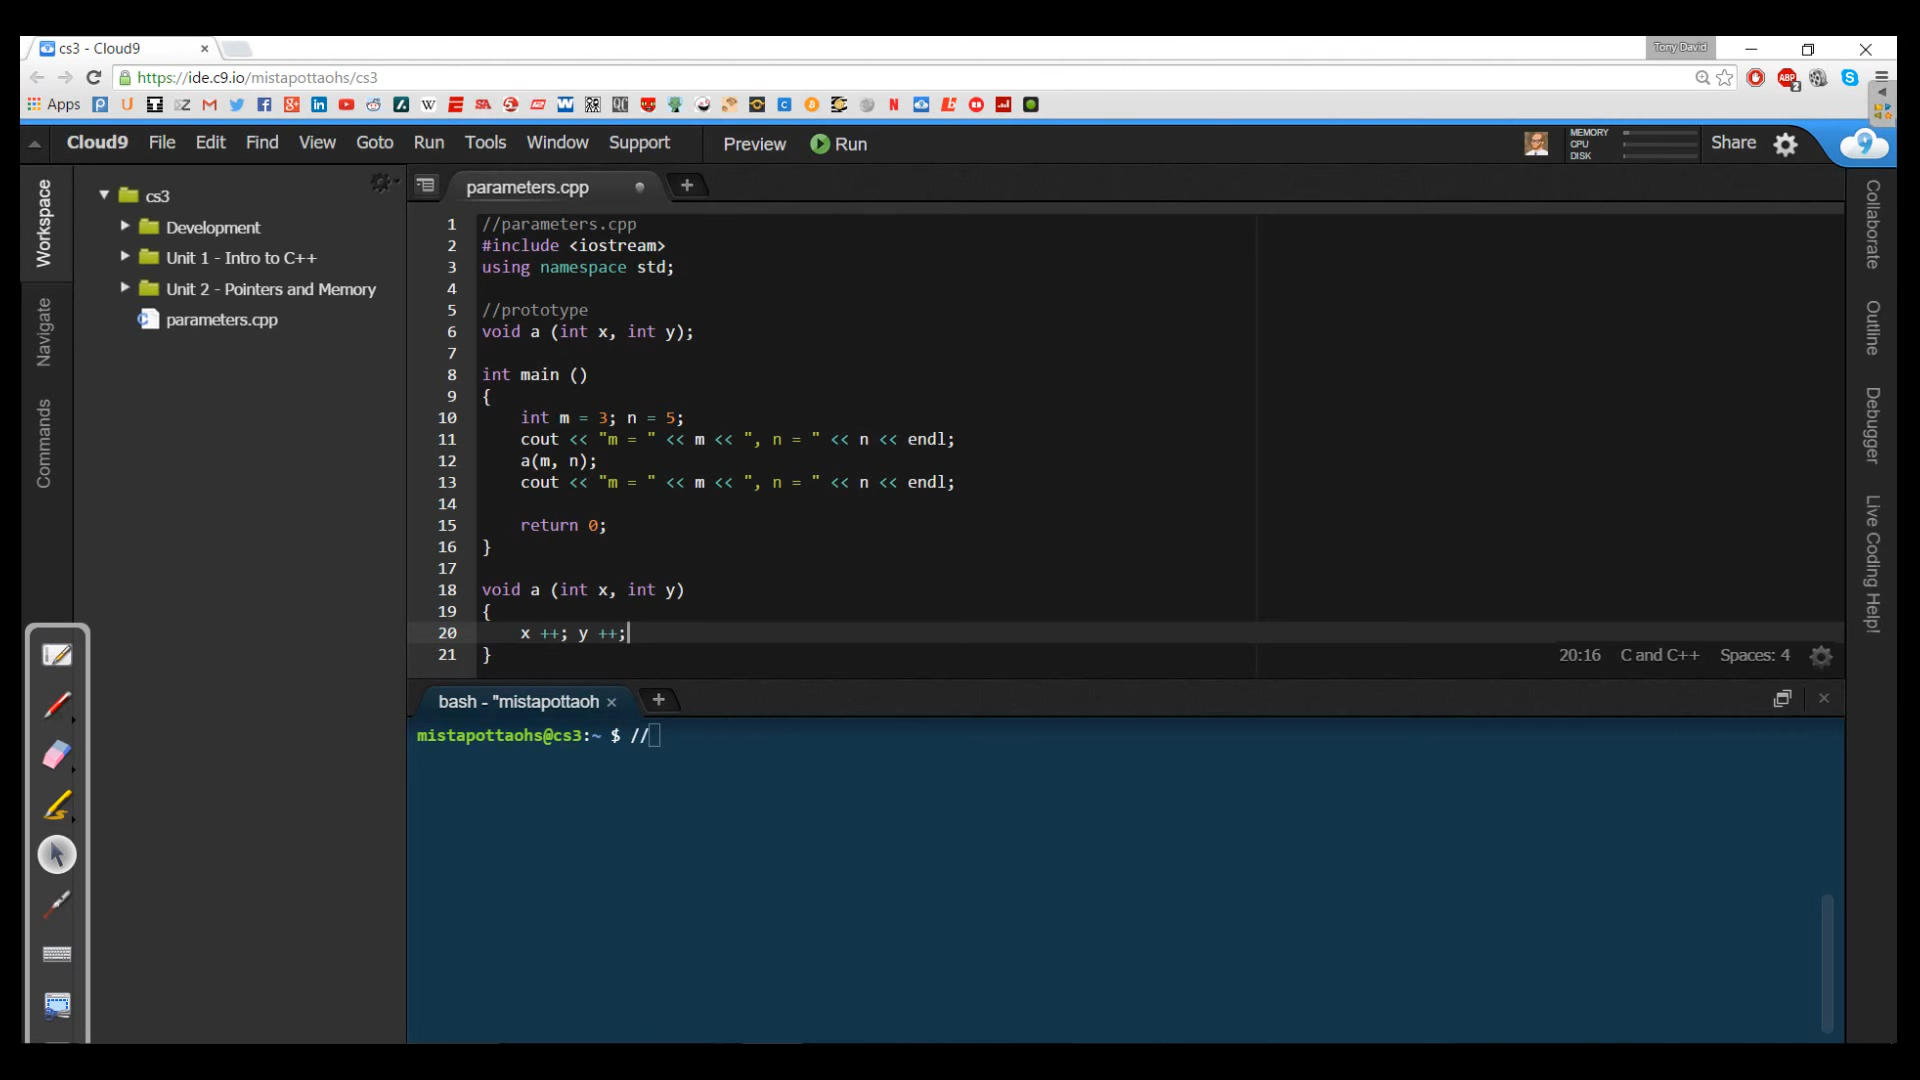 cs3 - Cloud9
Tony David
https://ide.c9.io/mistapottaohs/cs3
Apps
Cloud9 File Edit Find View Goto Run Tools Window Support Preview Run MEMORY CPU DISK Share
Workspace
Navigate
Commands
cs3
Development
Unit 1 - Intro to C++
Unit 2 - Pointers and Memory
parameters.cpp
parameters.cpp
1 //parameters.cpp
2 #include <iostream>
3 using namespace std;
4
5 //prototype
6 void a (int x, int y);
7
8 int main ()
9 {
10 int m = 3; n = 5;
11 cout << "m = " << m << ", n = " << n << endl;
12 a(m, n);
13 cout << "m = " << m << ", n = " << n << endl;
14
15 return 0;
16 }
17
18 void a (int x, int y)
19 {
20 x ++; y ++;
21 }
20:16 C and C++ Spaces: 4
bash - "mistapottaoh
mistapottaohs@cs3:~ $ //
Collaborate
Outline
Debugger
Live Coding Help!